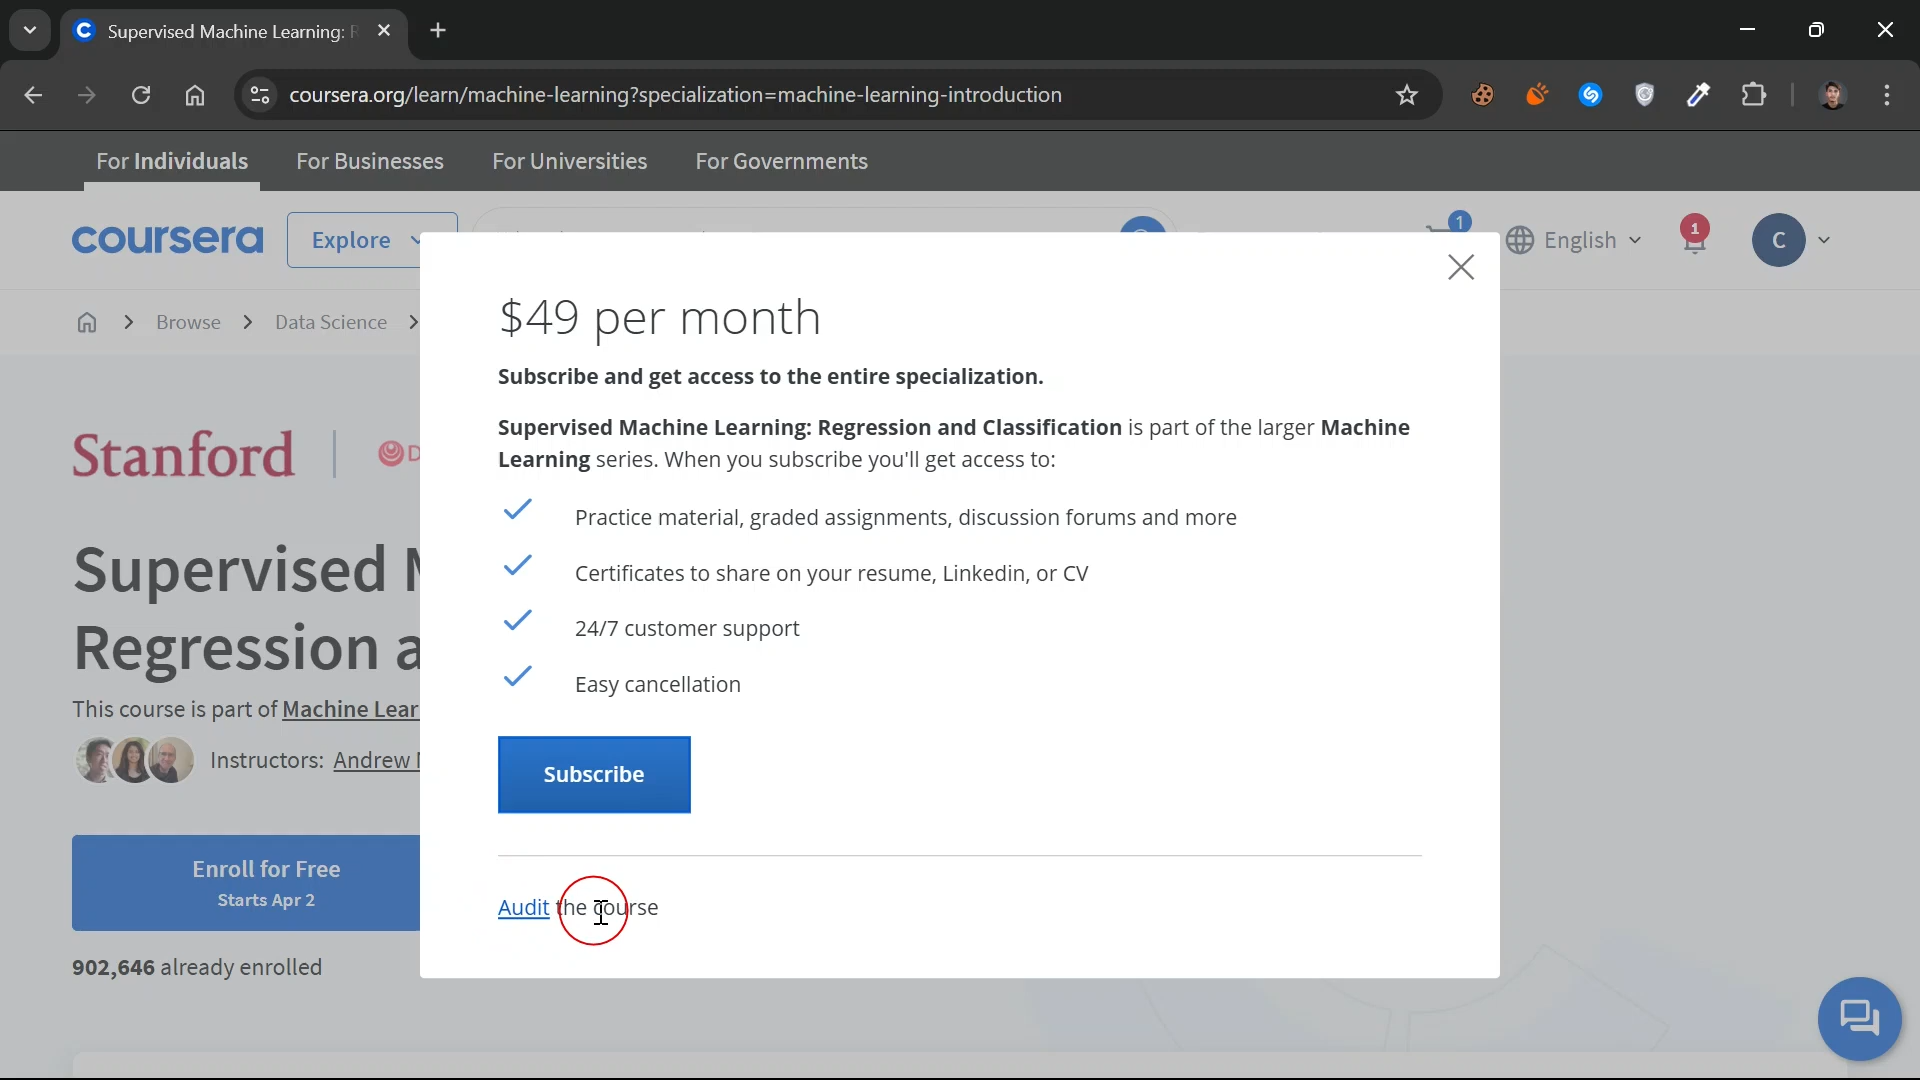 Supervised Machine Learning:
coursera.org/learn/machine-learning?specialization=machine-learning-introduction
For Individuals For Businesses For Universities For Governments
coursera Explore 1 English 1 C
Browse Data Science
$49 per month
Subscribe and get access to the entire specialization.
Supervised Machine Learning: Regression and Classification is part of the larger Machine
Learning series. When you subscribe you'll get access to:
Stanford
Practice material, graded assignments, discussion forums and more
Certificates to share on your resume, Linkedin, or CV
24/7 customer support
Easy cancellation
Supervised
Regression a
This course is part of Machine Lear
Instructors: Andrew
Subscribe
Enroll for Free
Starts Apr 2
Audit the course
902,646 already enrolled